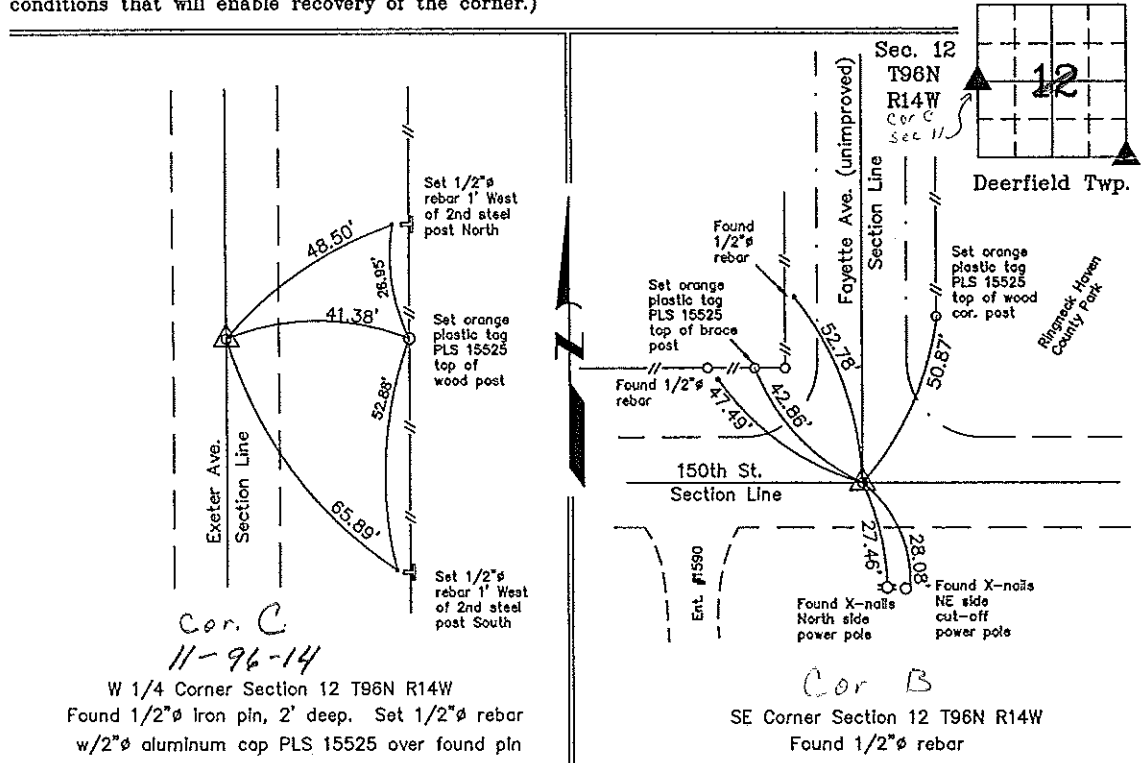 conditions that will enable recovery of the corner.)
Set 1/2"ø
rebar 1' West
of 2nd steel
post North
48.50'
26.95'
41.38'
Set orange
plastic tag
PLS 15525
top of
wood post
52.88'
65.89'
Exeter Ave.
Section Line
Set 1/2"ø
rebar 1' West
of 2nd steel
post South
Cor. C
11-96-14
W 1/4 Corner Section 12 T96N R14W
Found 1/2"ø iron pin, 2' deep. Set 1/2"ø rebar
w/2"ø aluminum cap PLS 15525 over found pin
Sec. 12
T96N
R14W
Cor C
Sec 11
12
Deerfield Twp.
Fayette Ave. (unimproved)
Section Line
Found
1/2"ø
rebar
Set orange
plastic tag
PLS 15525
top of brace
post
Set orange
plastic tag
PLS 15525
top of wood
cor. post
Ringneck Haven
County Park
Found 1/2"ø
rebar
52.78'
50.87'
42.86'
47.49'
150th St.
Section Line
27.46'
28.08'
Ent. #1590
Found X-nails
North side
power pole
Found X-nails
NE side
cut-off
power pole
Cor B
SE Corner Section 12 T96N R14W
Found 1/2"ø rebar